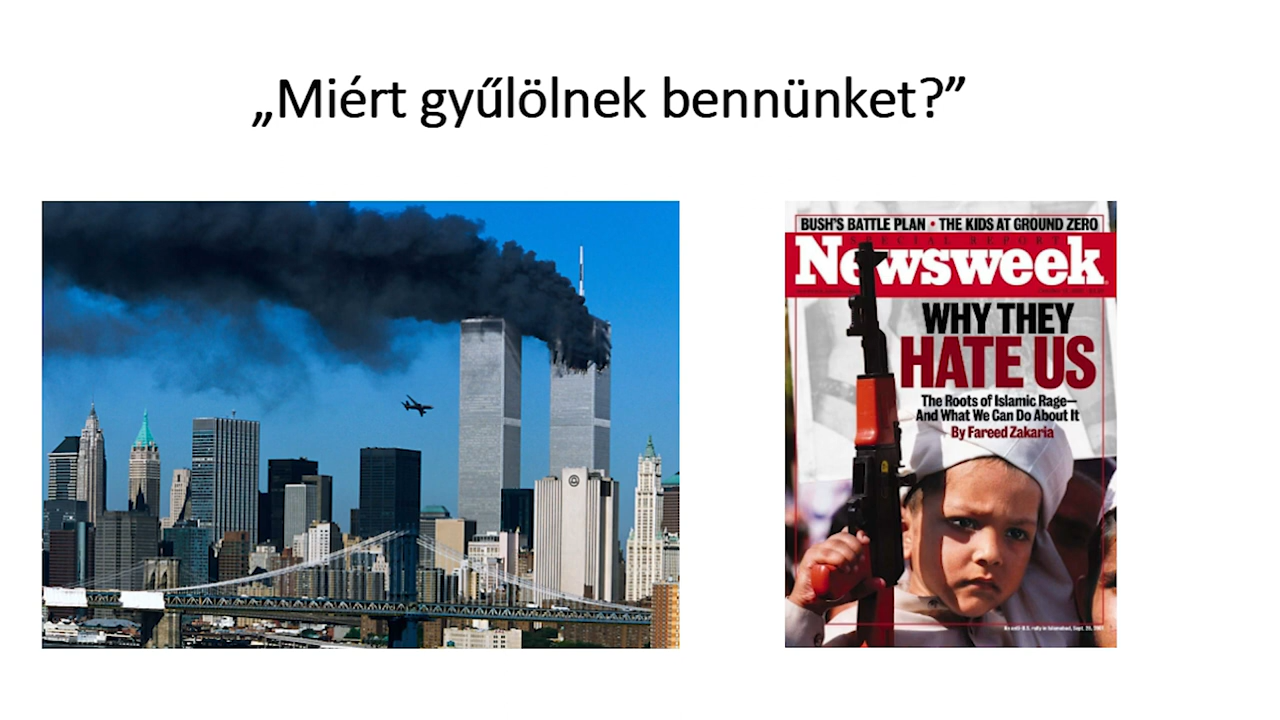 „Miért gyűlölnek bennünket?”
BUSH'S BATTLE PLAN • THE KIDS AT GROUND ZERO
SPECIAL REPORT
Newsweek
WHY THEY
HATE US
The Roots of Islamic Rage—
And What We Can Do About It
By Fareed Zakaria